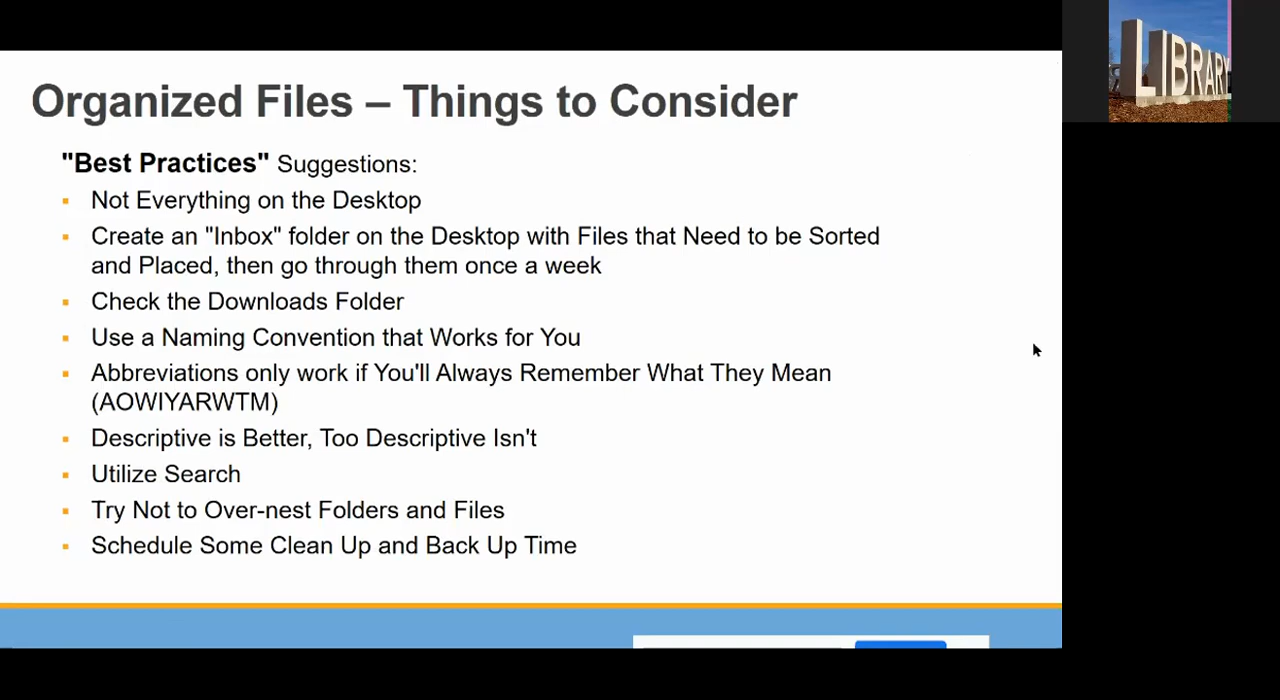 Organized Files – Things to Consider
"Best Practices" Suggestions:
▪ Not Everything on the Desktop
▪ Create an "Inbox" folder on the Desktop with Files that Need to be Sorted
and Placed, then go through them once a week
▪ Check the Downloads Folder
▪ Use a Naming Convention that Works for You
▪ Abbreviations only work if You'll Always Remember What They Mean
(AOWIYARWTM)
▪ Descriptive is Better, Too Descriptive Isn't
▪ Utilize Search
▪ Try Not to Over-nest Folders and Files
▪ Schedule Some Clean Up and Back Up Time
LIBRARY